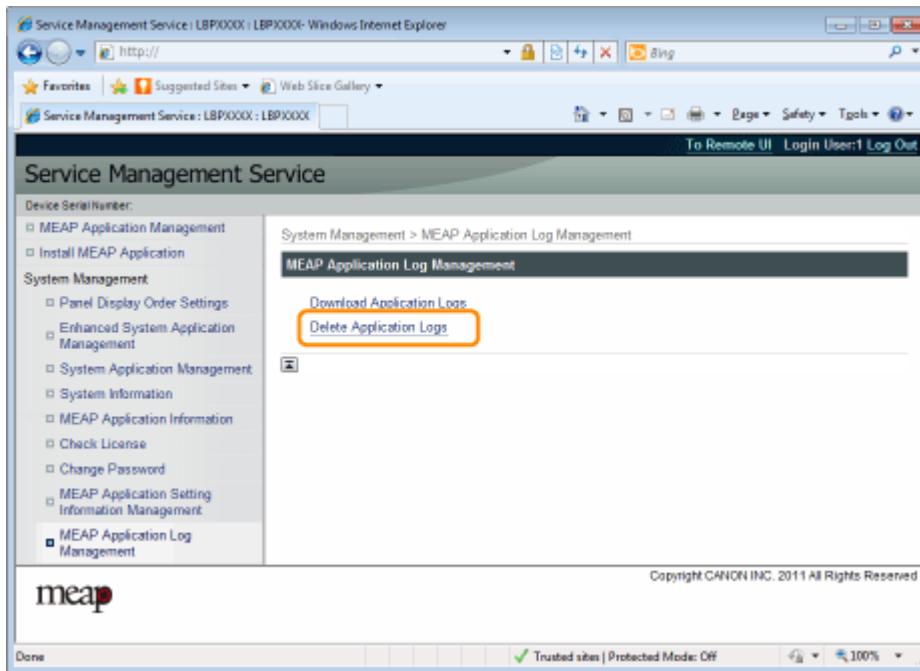 Service Management Service : LBPXXXX : LBPXXXX- Windows Internet Explorer
http://
Bing
Favorites Suggested Sites Web Slice Gallery
Service Management Service : LBPXXXX : LBPXXXX
Page Safety Tools
To Remote UI Login User:1 Log Out
Service Management Service
Device Serial Number:
MEAP Application Management
Install MEAP Application
System Management
Panel Display Order Settings
Enhanced System Application
Management
System Application Management
System Information
MEAP Application Information
Check License
Change Password
MEAP Application Setting
Information Management
MEAP Application Log
Management
System Management > MEAP Application Log Management
MEAP Application Log Management
Download Application Logs
Delete Application Logs
Copyright CANON INC. 2011 All Rights Reserved
meap
Done
Trusted sites | Protected Mode: Off
100%